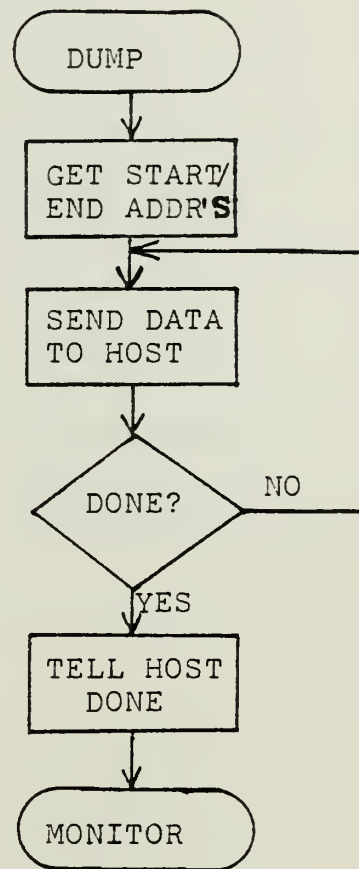 DUMP
GET START/
END ADDR'S
SEND DATA
TO HOST
DONE?
NO
YES
TELL HOST
DONE
MONITOR